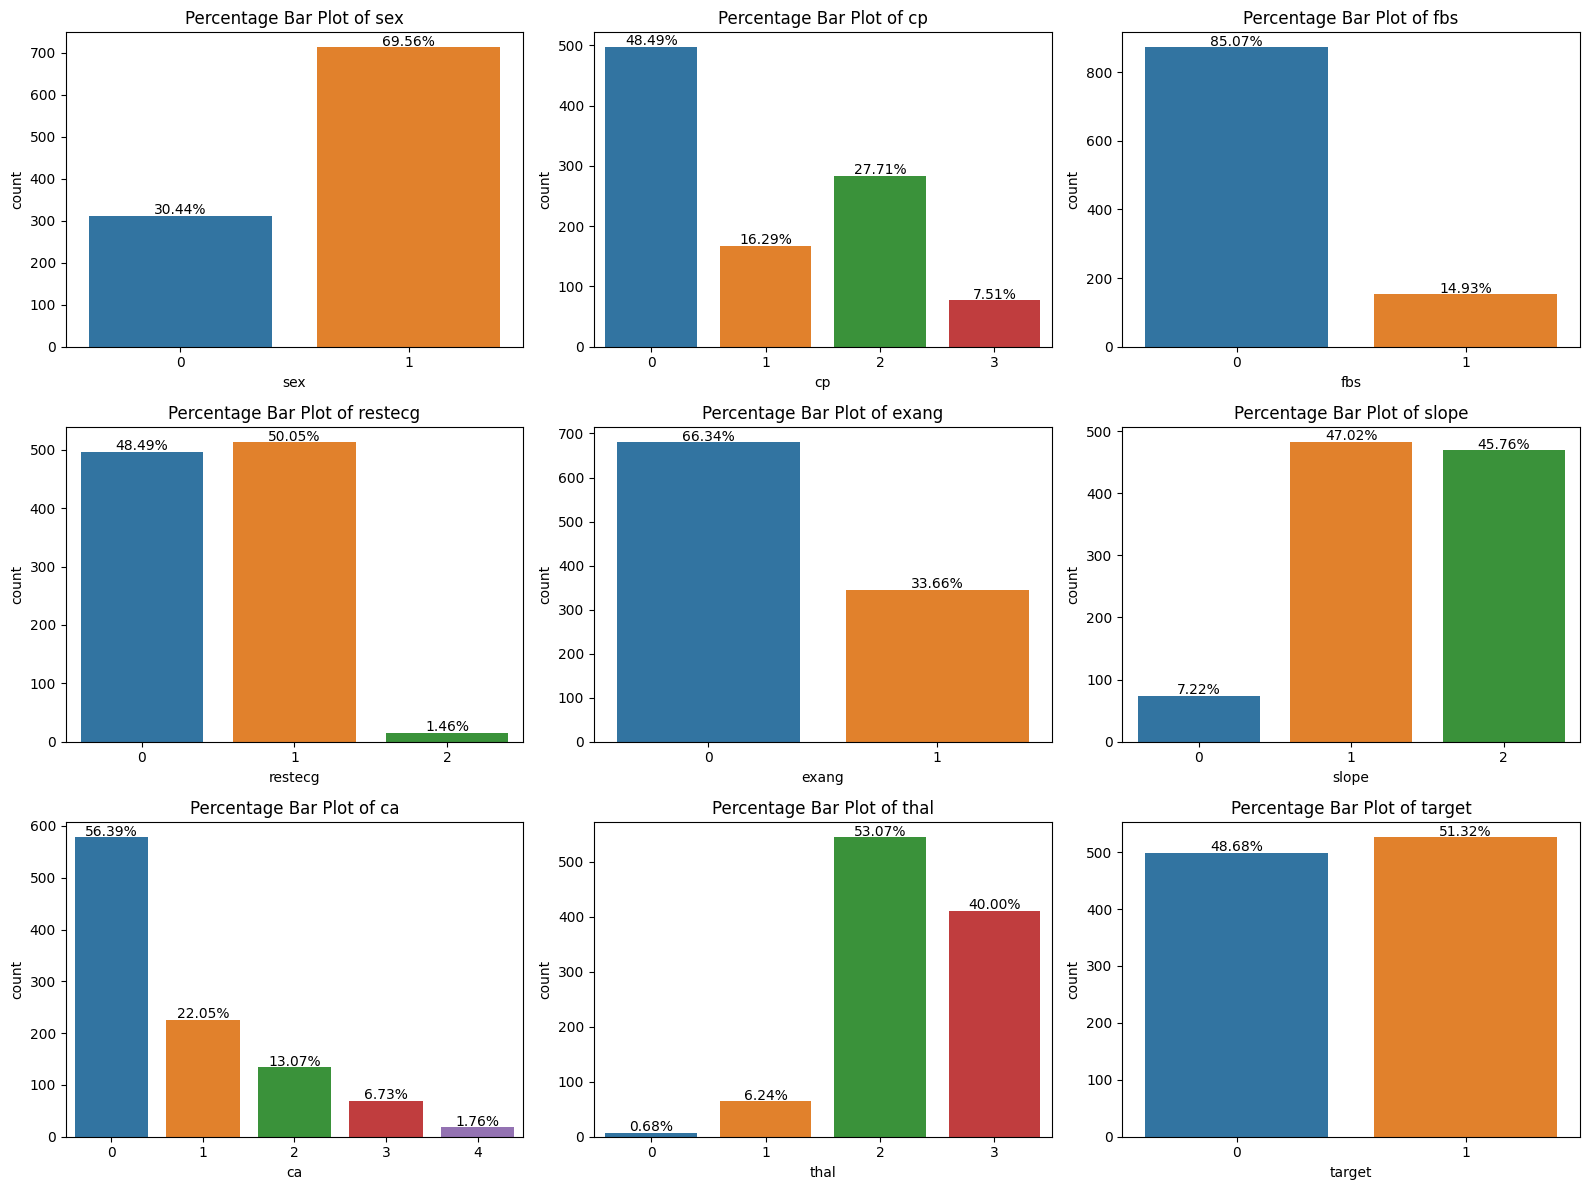 Percentage Bar Plot of sex
700
600
500
400
300
200
100
0
count
30.44%
69.56%
0 1
sex
Percentage Bar Plot of cp
500
400
300
200
100
0
count
48.49%
16.29%
27.71%
7.51%
0 1 2 3
cp
Percentage Bar Plot of fbs
800
600
400
200
0
count
85.07%
14.93%
0 1
fbs
Percentage Bar Plot of restecg
500
400
300
200
100
0
count
48.49%
50.05%
1.46%
0 1 2
restecg
Percentage Bar Plot of exang
700
600
500
400
300
200
100
0
count
66.34%
33.66%
0 1
exang
Percentage Bar Plot of slope
500
400
300
200
100
0
count
7.22%
47.02%
45.76%
0 1 2
slope
Percentage Bar Plot of ca
600
500
400
300
200
100
0
count
56.39%
22.05%
13.07%
6.73%
1.76%
0 1 2 3 4
ca
Percentage Bar Plot of thal
500
400
300
200
100
0
count
0.68%
6.24%
53.07%
40.00%
0 1 2 3
thal
Percentage Bar Plot of target
500
400
300
200
100
0
count
48.68%
51.32%
0 1
target